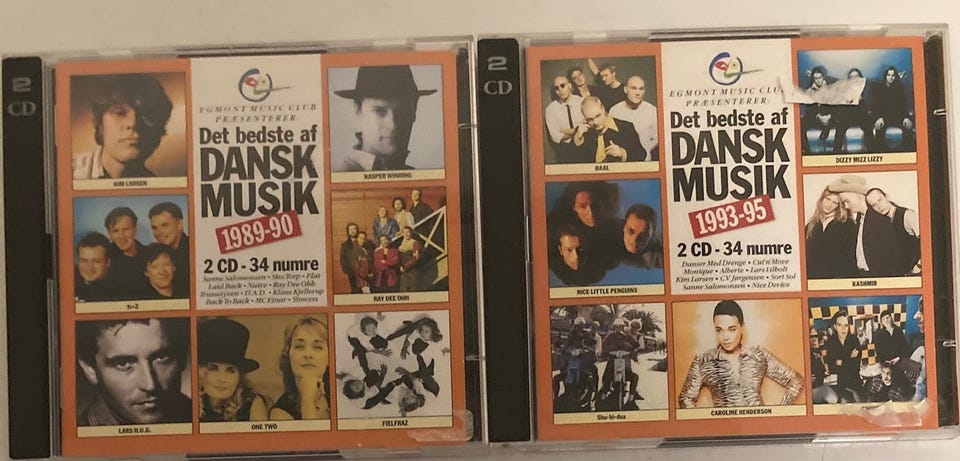 2
CD
EGMONT MUSIC CLUB
PRÆSENTERER:
Det bedste af
DANSK
MUSIK
1989-90
2 CD - 34 numre
Sanne Salomonsen • Sko/Torp • Plat
Laid Back • Naive • Ray Dee Ohh
Trassejysen • D.A.D. • Klaus Kjellerup
Back To Back • MC Einar • Sincess
KIM LARSEN
KASPER WINDING
tv-2
RAY DEE OHH
LARS H.U.G.
ONE TWO
FIELFRAZ
2
CD
EGMONT MUSIC CLU
PRÆSENTERER:
Det bedste af
DANSK
MUSIK
1993-95
2 CD - 34 numre
Danser Med Drenge • Cut'n'Move
Monique • Alberte • Lars Lilholt
Kim Larsen • C.V. Jørgensen • Sort Sol
Sanne Salomonsen • Nice Device
BAAL
DIZZY MIZZ LIZZY
NICE LITTLE PENGUINS
KASHMIR
Shu-bi-dua
CAROLINE HENDERSON